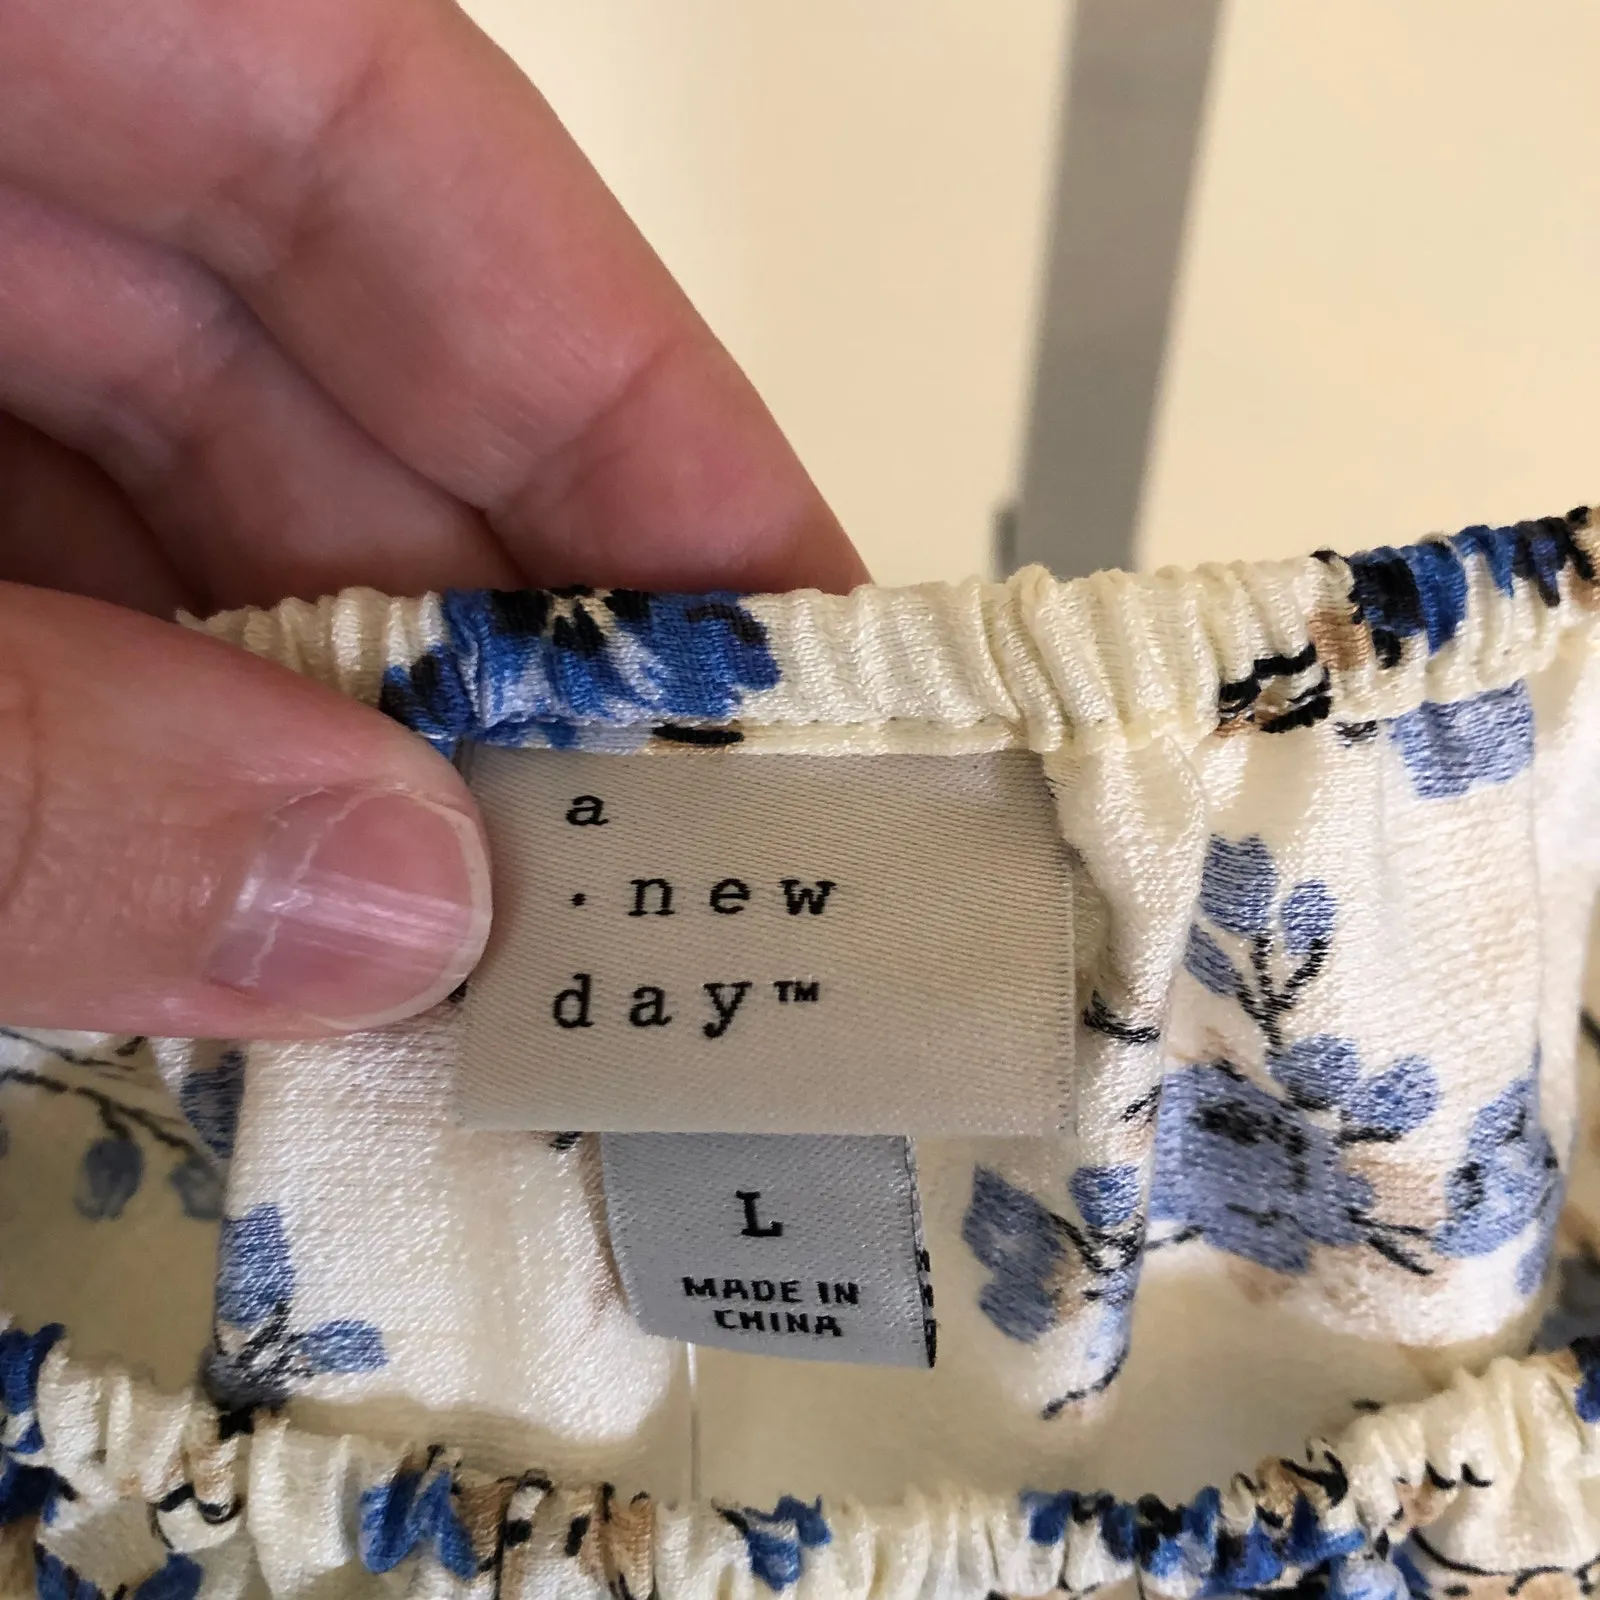 a
· new
day™
L
MADE IN
CHINA